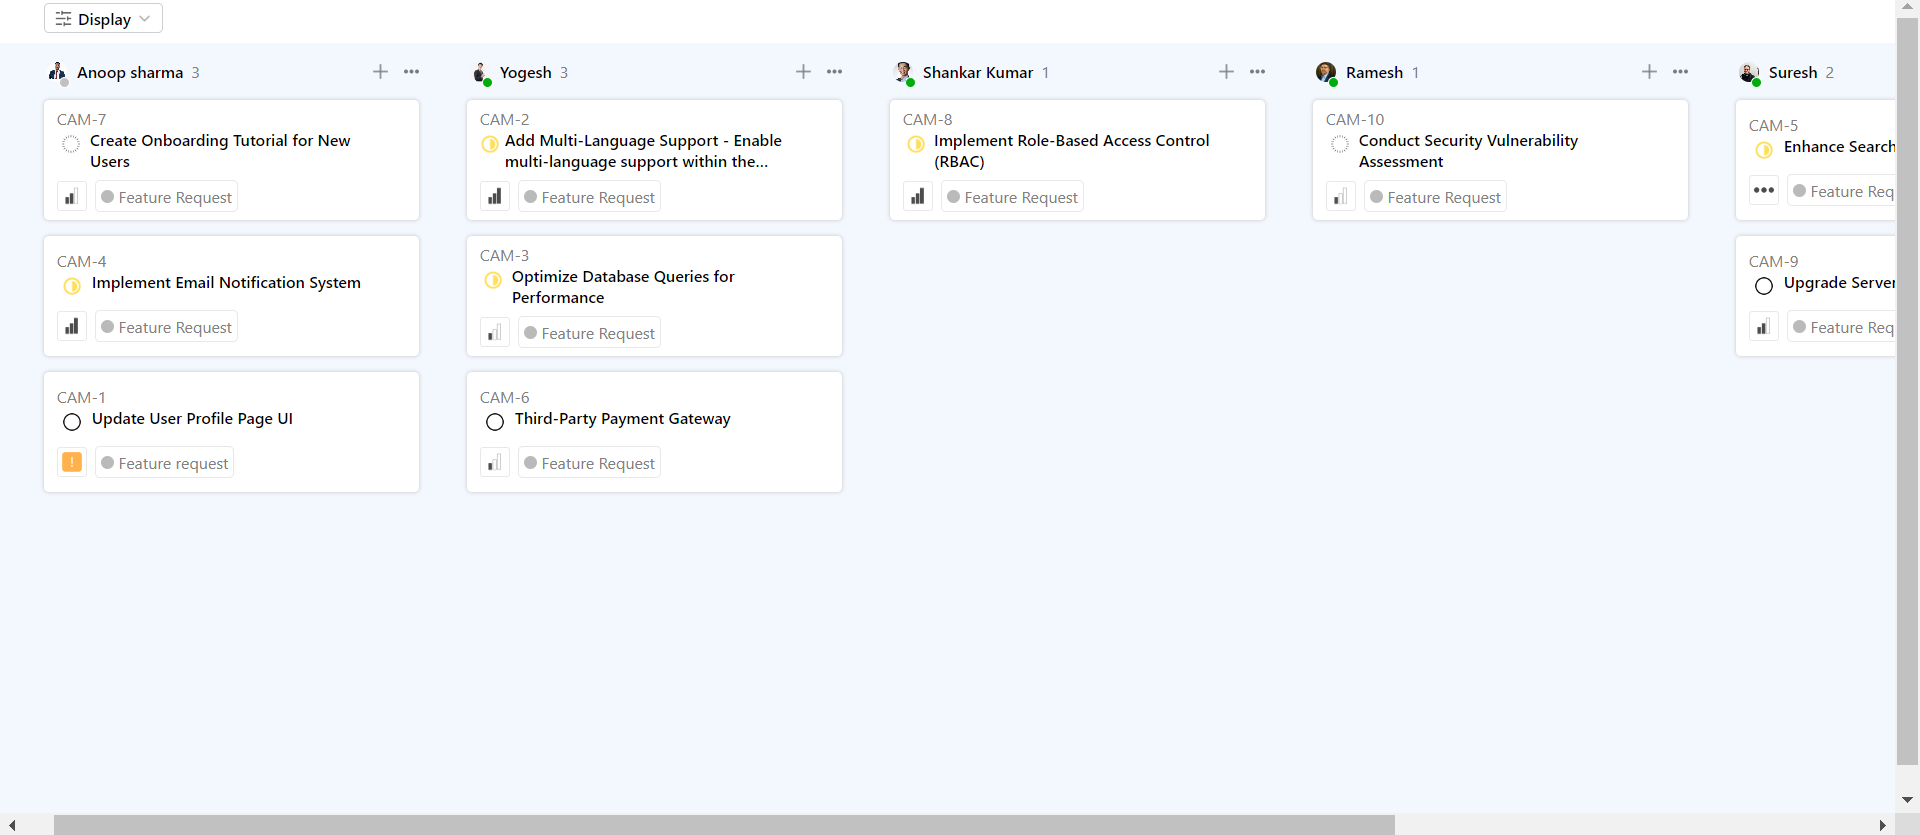 Display
Anoop sharma 3
CAM-7
Create Onboarding Tutorial for New
Users
Feature Request
CAM-4
Implement Email Notification System
Feature Request
CAM-1
Update User Profile Page UI
!
Feature request
Yogesh 3
CAM-2
Add Multi-Language Support - Enable
multi-language support within the...
Feature Request
CAM-3
Optimize Database Queries for
Performance
Feature Request
CAM-6
Third-Party Payment Gateway
Feature Request
Shankar Kumar 1
CAM-8
Implement Role-Based Access Control
(RBAC)
Feature Request
Ramesh 1
CAM-10
Conduct Security Vulnerability
Assessment
Feature Request
Suresh 2
CAM-5
Enhance Search
Feature Req
CAM-9
Upgrade Server
Feature Req